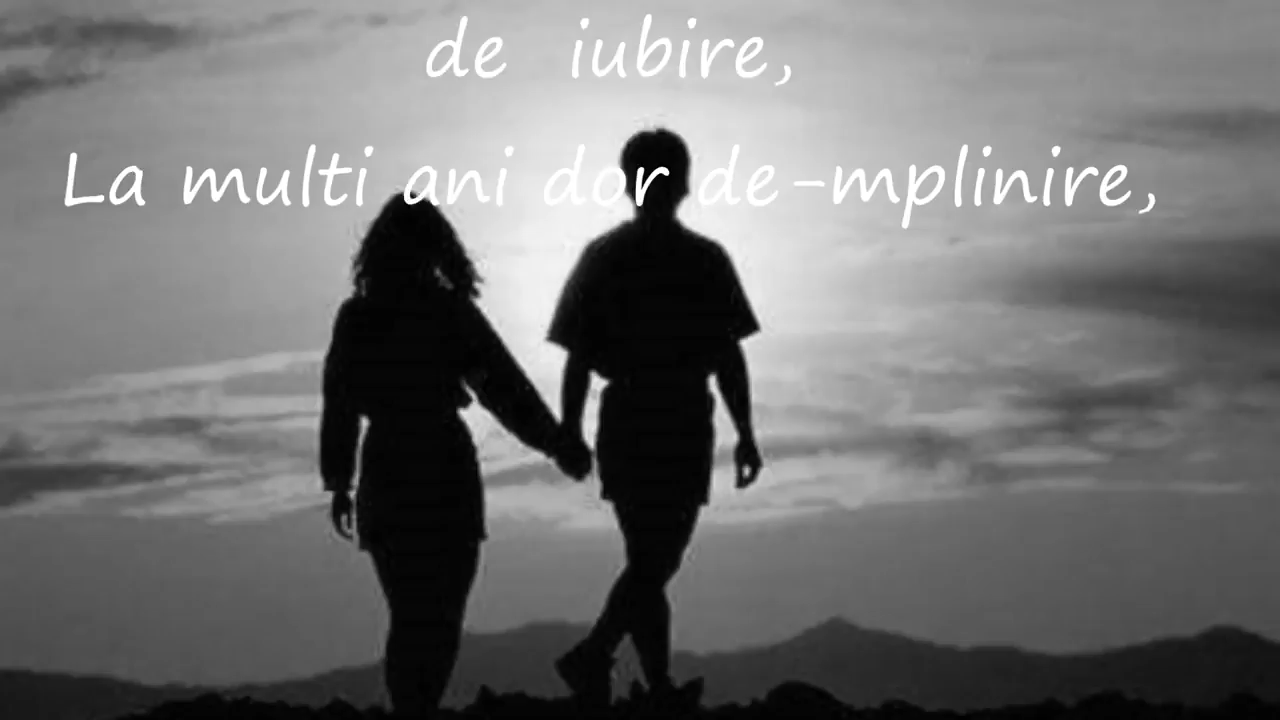 de iubire,
La multi ani dor de-mplinire,